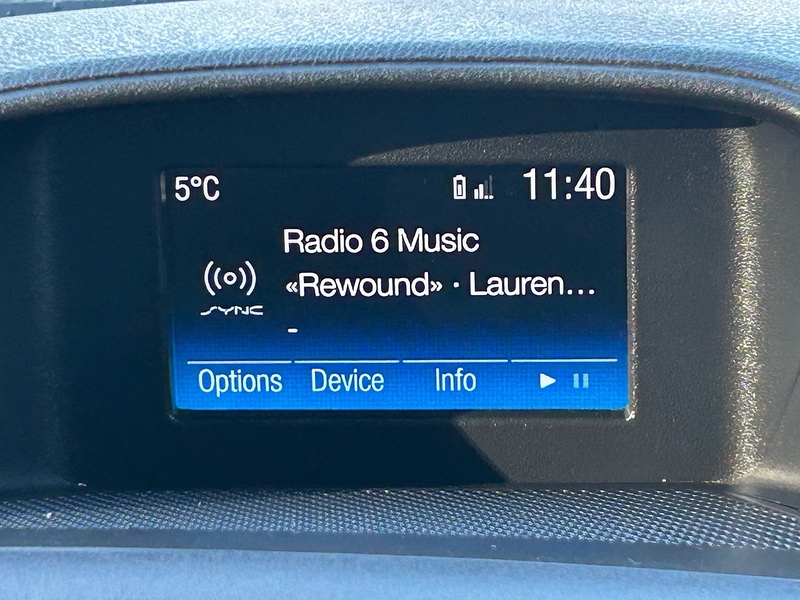 5°C 11:40
Radio 6 Music
«Rewound» · Lauren...
SYNC
-
Options Device Info